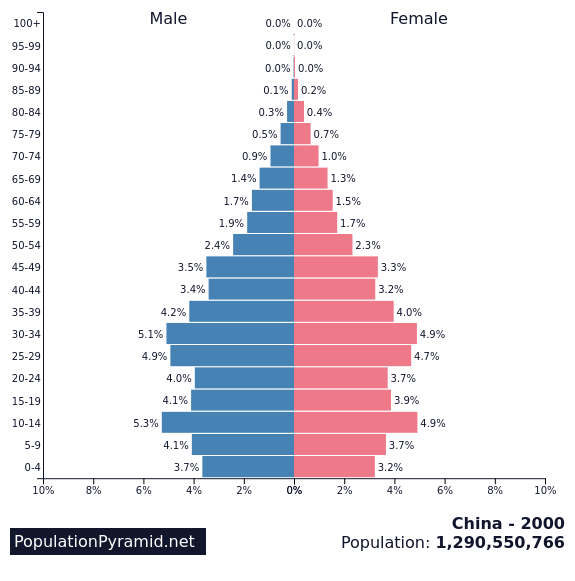 Male Female
100+ 0.0% 0.0%
95-99 0.0% 0.0%
90-94 0.0% 0.0%
85-89 0.1% 0.2%
80-84 0.3% 0.4%
75-79 0.5% 0.7%
70-74 0.9% 1.0%
65-69 1.4% 1.3%
60-64 1.7% 1.5%
55-59 1.9% 1.7%
50-54 2.4% 2.3%
45-49 3.5% 3.3%
40-44 3.4% 3.2%
35-39 4.2% 4.0%
30-34 5.1% 4.9%
25-29 4.9% 4.7%
20-24 4.0% 3.7%
15-19 4.1% 3.9%
10-14 5.3% 4.9%
5-9 4.1% 3.7%
0-4 3.7% 3.2%
10% 8% 6% 4% 2% 0% 2% 4% 6% 8% 10%
China - 2000
PopulationPyramid.net Population: 1,290,550,766